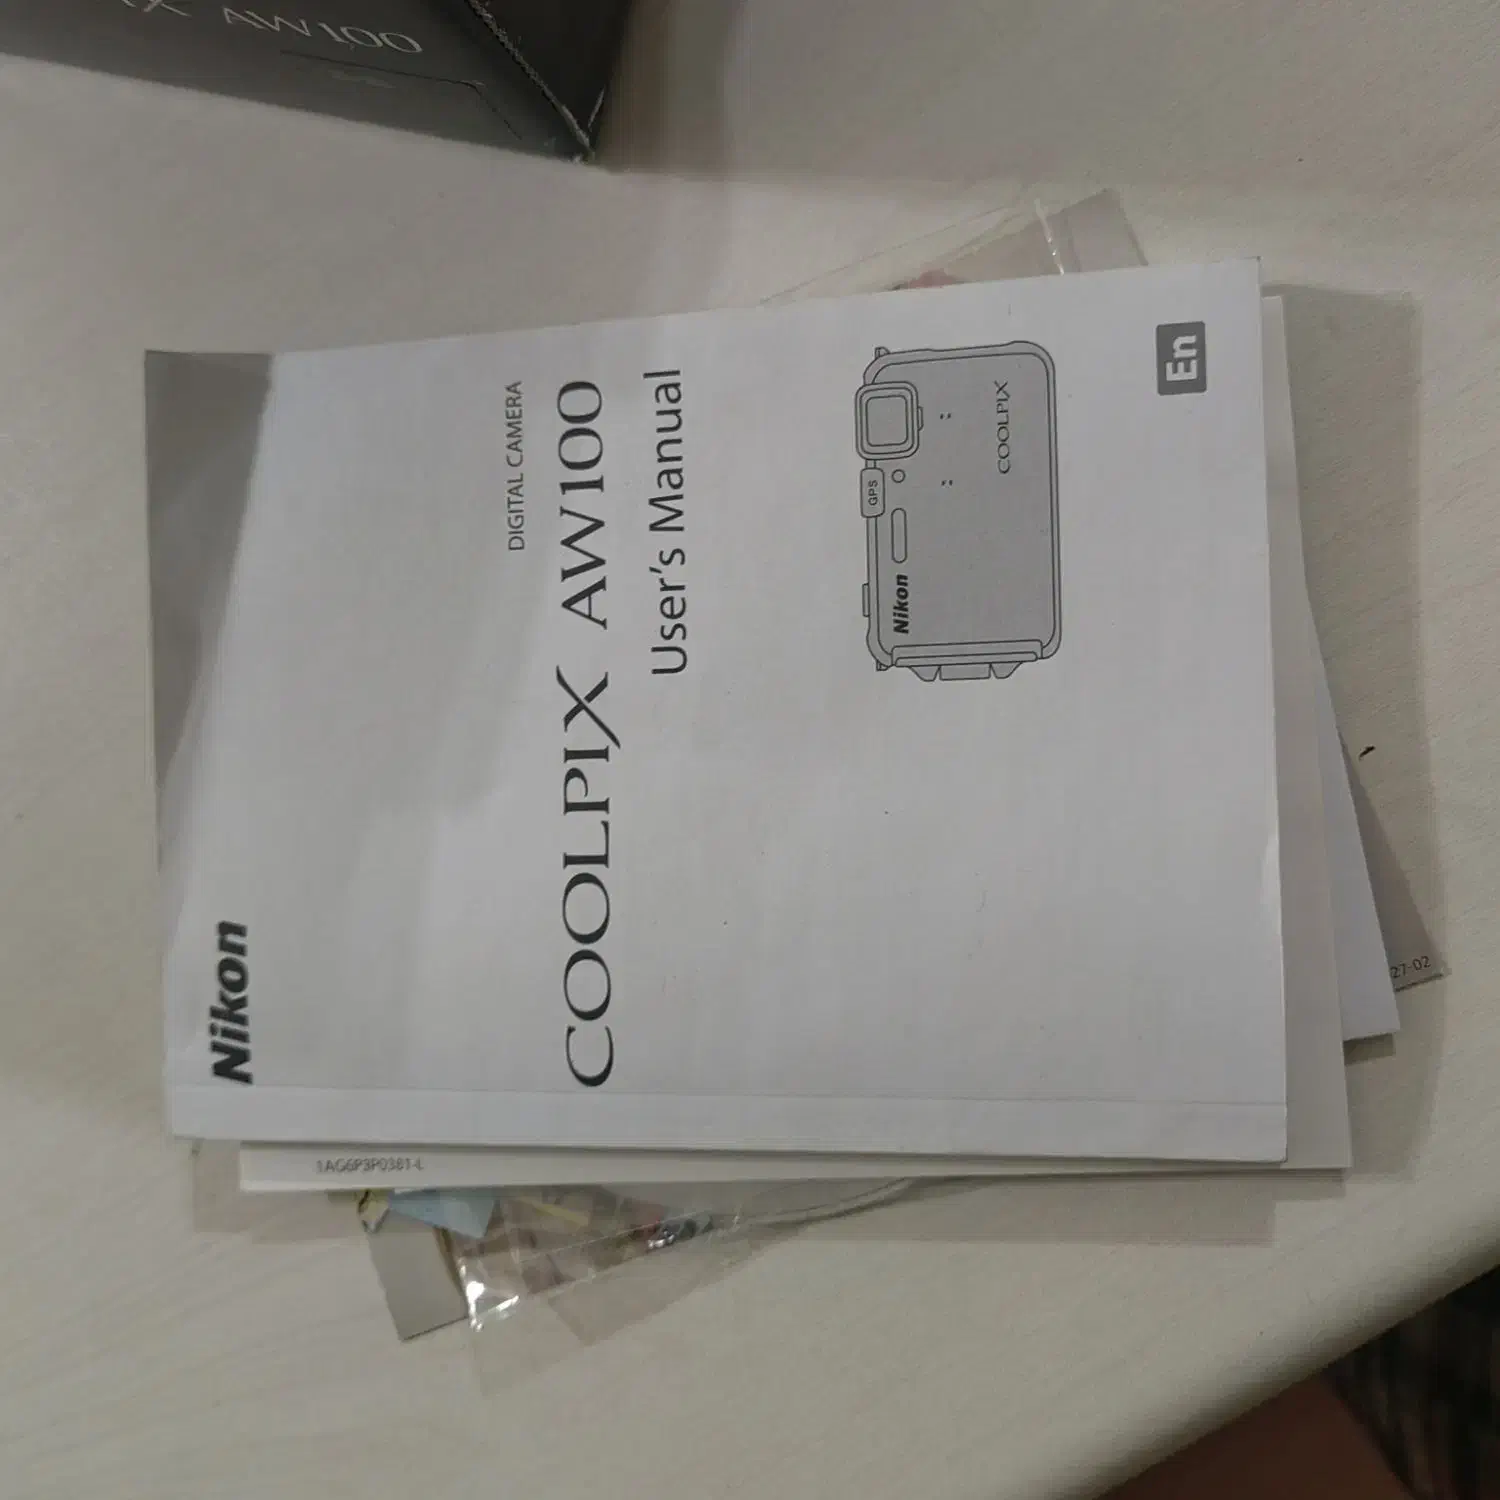 AW100
Nikon
DIGITAL CAMERA
COOLPIX AW100
User's Manual
GPS
Nikon
COOLPIX
En
1AG6P3P0381-L
27-02